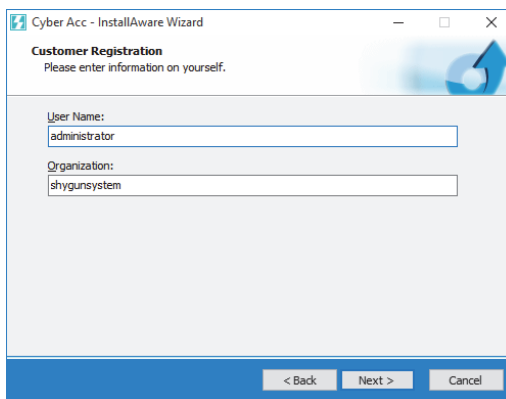 Cyber Acc - InstallAware Wizard
Customer Registration
Please enter information on yourself.
User Name:
administrator
Organization:
shygunsystem
< Back Next > Cancel